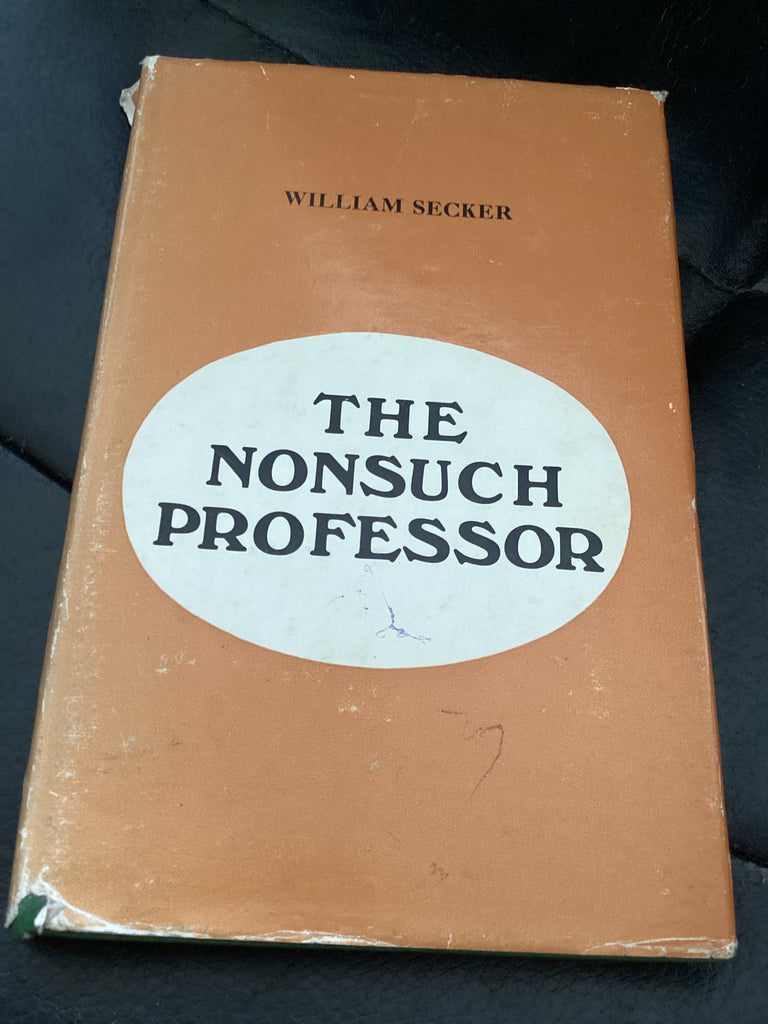 WILLIAM SECKER
THE
NONSUCH
PROFESSOR